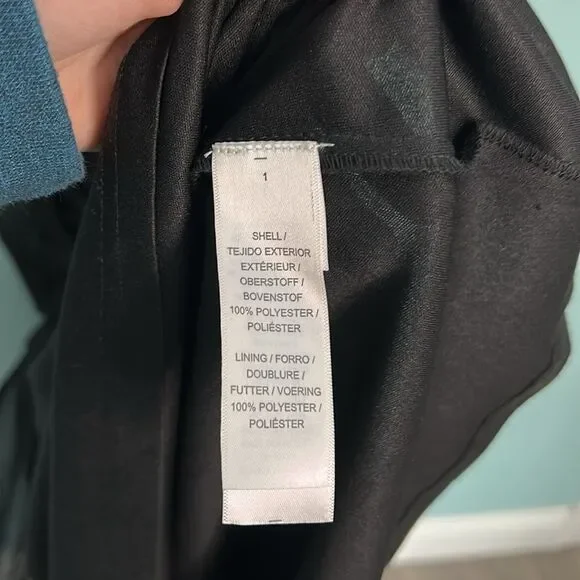 1
SHELL /
TEJIDO EXTERIOR
EXTÉRIEUR /
OBERSTOFF /
BOVENSTOF
100% POLYESTER /
POLIÉSTER
LINING / FORRO /
DOUBLURE /
FUTTER / VOERING
100% POLYESTER /
POLIÉSTER